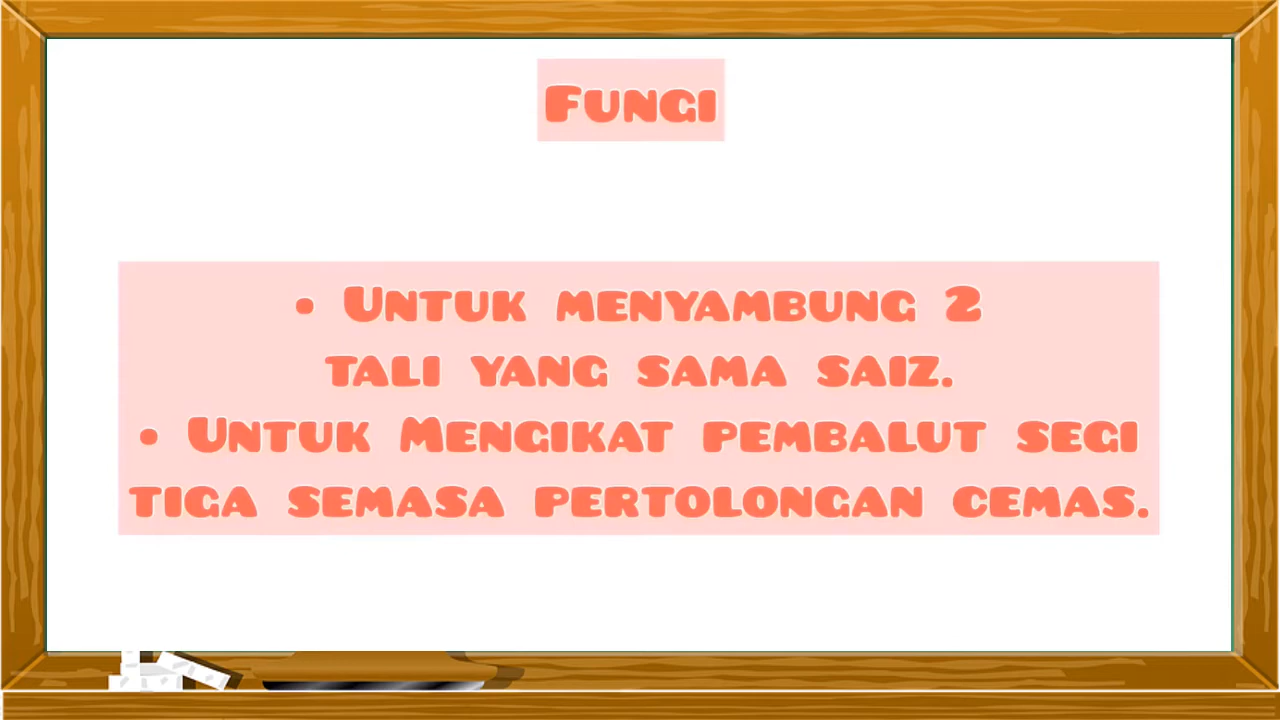 Fungi
• Untuk menyambung 2
tali yang sama saiz.
• Untuk Mengikat pembalut segi
tiga semasa pertolongan cemas.